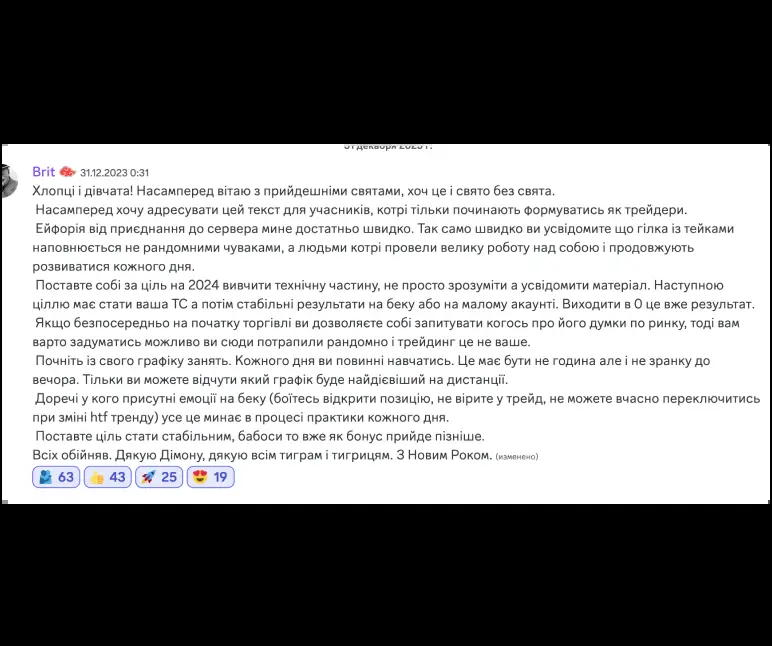 31 декабря 2023 г.
Brit 31.12.2023 0:31
Хлопці і дівчата! Насамперед вітаю з прийдешніми святами, хоч це і свято без свята.
Насамперед хочу адресувати цей текст для учасників, котрі тільки починають формуватись як трейдери.
Ейфорія від приєднання до сервера мине достатньо швидко. Так само швидко ви усвідомите що гілка із тейками
наповнюється не рандомними чуваками, а людьми котрі провели велику роботу над собою і продовжують
розвиватися кожного дня.
Поставте собі за ціль на 2024 вивчити технічну частину, не просто зрозуміти а усвідомити матеріал. Наступною
ціллю має стати ваша ТС а потім стабільні результати на беку або на малому акаунті. Виходити в 0 це вже результат.
Якщо безпосередньо на початку торгівлі ви дозволяєте собі запитувати когось про його думки по ринку, тоді вам
варто задуматись можливо ви сюди потрапили рандомно і трейдинг це не ваше.
Почніть із свого графіку занять. Кожного дня ви повинні навчатись. Це має бути не година але і не зранку до
вечора. Тільки ви можете відчути який графік буде найдієвіший на дистанції.
Доречі у кого присутні емоції на беку (боїтесь відкрити позицію, не вірите у трейд, не можете вчасно переключитись
при зміні htf тренду) усе це минає в процесі практики кожного дня.
Поставте ціль стати стабільним, бабоси то вже як бонус прийде пізніше.
Всіх обійняв. Дякую Дімону, дякую всім тиграм і тигрицям. З Новим Роком. (изменено)
63 43 25 19